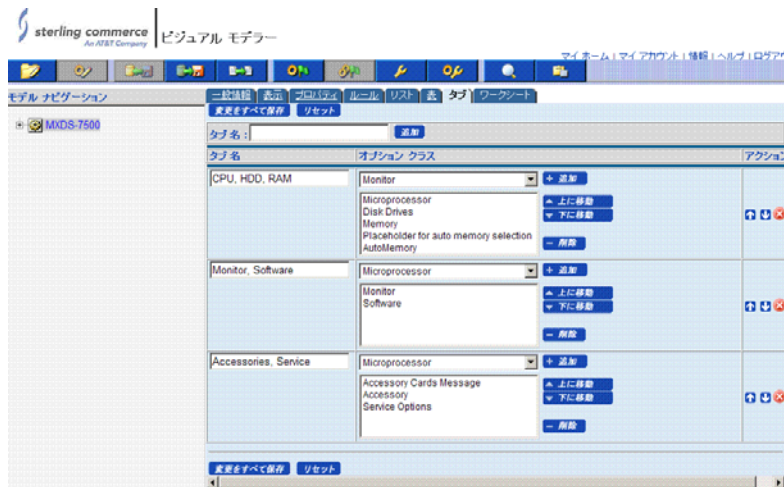 sterling commerce
An AT&T Company
ビジュアル モデラー
マイ ホーム | マイ アカウント | 情報 | ヘルプ | ログアウ
モデル ナビゲーション
MXDS-7500
一般情報 表示 プロパティ ルール リスト 表 タブ ワークシート
変更をすべて保存 リセット
タブ名 : 追加
タブ名 オプション クラス アクション
CPU, HDD, RAM Monitor + 追加
Microprocessor 上に移動
Disk Drives 下に移動
Memory
Placeholder for auto memory selection
AutoMemory − 削除
Monitor, Software Microprocessor + 追加
Monitor 上に移動
Software 下に移動
− 削除
Accessories, Service Microprocessor + 追加
Accessory Cards Message 上に移動
Accessory 下に移動
Service Options
− 削除
変更をすべて保存 リセット